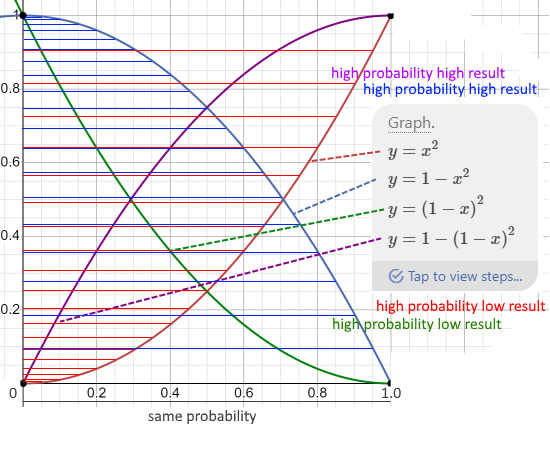 1
high probability high result
high probability high result
0.8
Graph.
y = x²
0.6
y = 1 − x²
y = (1 − x)²
0.4
y = 1 − (1 − x)²
Tap to view steps...
0.2
high probability low result
high probability low result
0
0.2
0.4
0.6
0.8
1.0
same probability